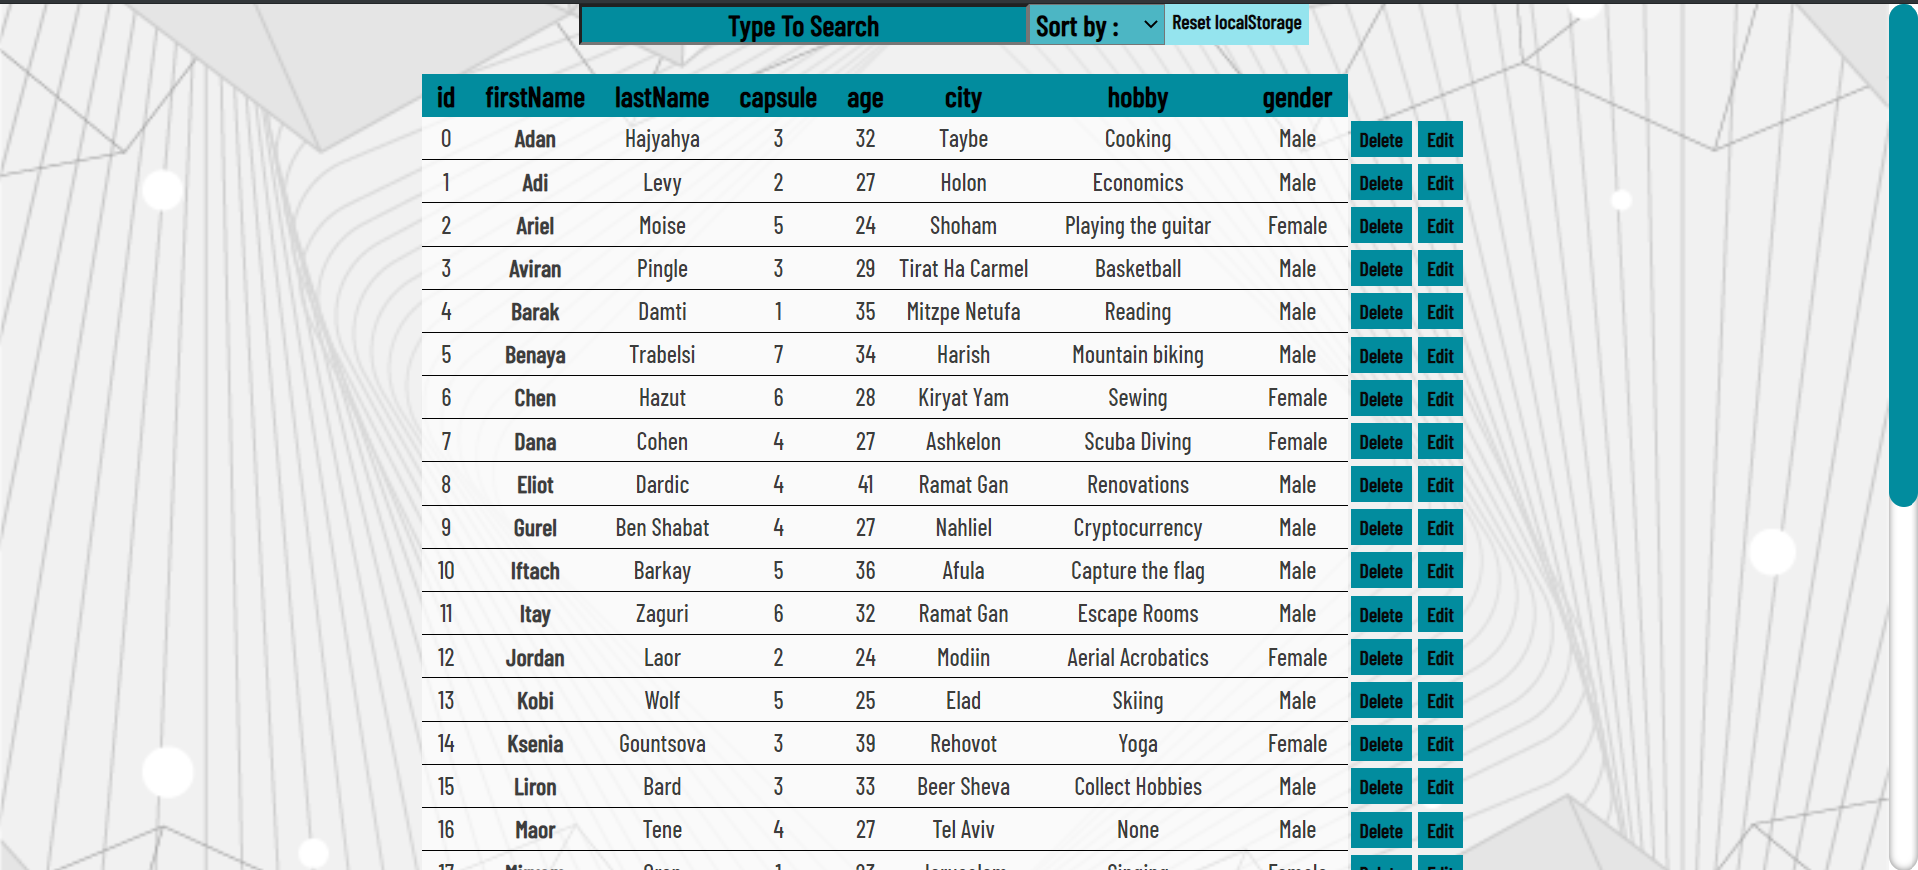 Type To Search Sort by : Reset localStorage
id firstName lastName capsule age city hobby gender
0 Adan Hajyahya 3 32 Taybe Cooking Male Delete Edit
1 Adi Levy 2 27 Holon Economics Male Delete Edit
2 Ariel Moise 5 24 Shoham Playing the guitar Female Delete Edit
3 Aviran Pingle 3 29 Tirat Ha Carmel Basketball Male Delete Edit
4 Barak Damti 1 35 Mitzpe Netufa Reading Male Delete Edit
5 Benaya Trabelsi 7 34 Harish Mountain biking Male Delete Edit
6 Chen Hazut 6 28 Kiryat Yam Sewing Female Delete Edit
7 Dana Cohen 4 27 Ashkelon Scuba Diving Female Delete Edit
8 Eliot Dardic 4 41 Ramat Gan Renovations Male Delete Edit
9 Gurel Ben Shabat 4 27 Nahliel Cryptocurrency Male Delete Edit
10 Iftach Barkay 5 36 Afula Capture the flag Male Delete Edit
11 Itay Zaguri 6 32 Ramat Gan Escape Rooms Male Delete Edit
12 Jordan Laor 2 24 Modiin Aerial Acrobatics Female Delete Edit
13 Kobi Wolf 5 25 Elad Skiing Male Delete Edit
14 Ksenia Gountsova 3 39 Rehovot Yoga Female Delete Edit
15 Liron Bard 3 33 Beer Sheva Collect Hobbies Male Delete Edit
16 Maor Tene 4 27 Tel Aviv None Male Delete Edit